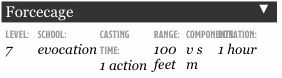 Forcecage ▼
LEVEL: SCHOOL: CASTING TIME: RANGE: COMPONENTS: DURATION:
7 evocation 1 action 100 feet v s m 1 hour